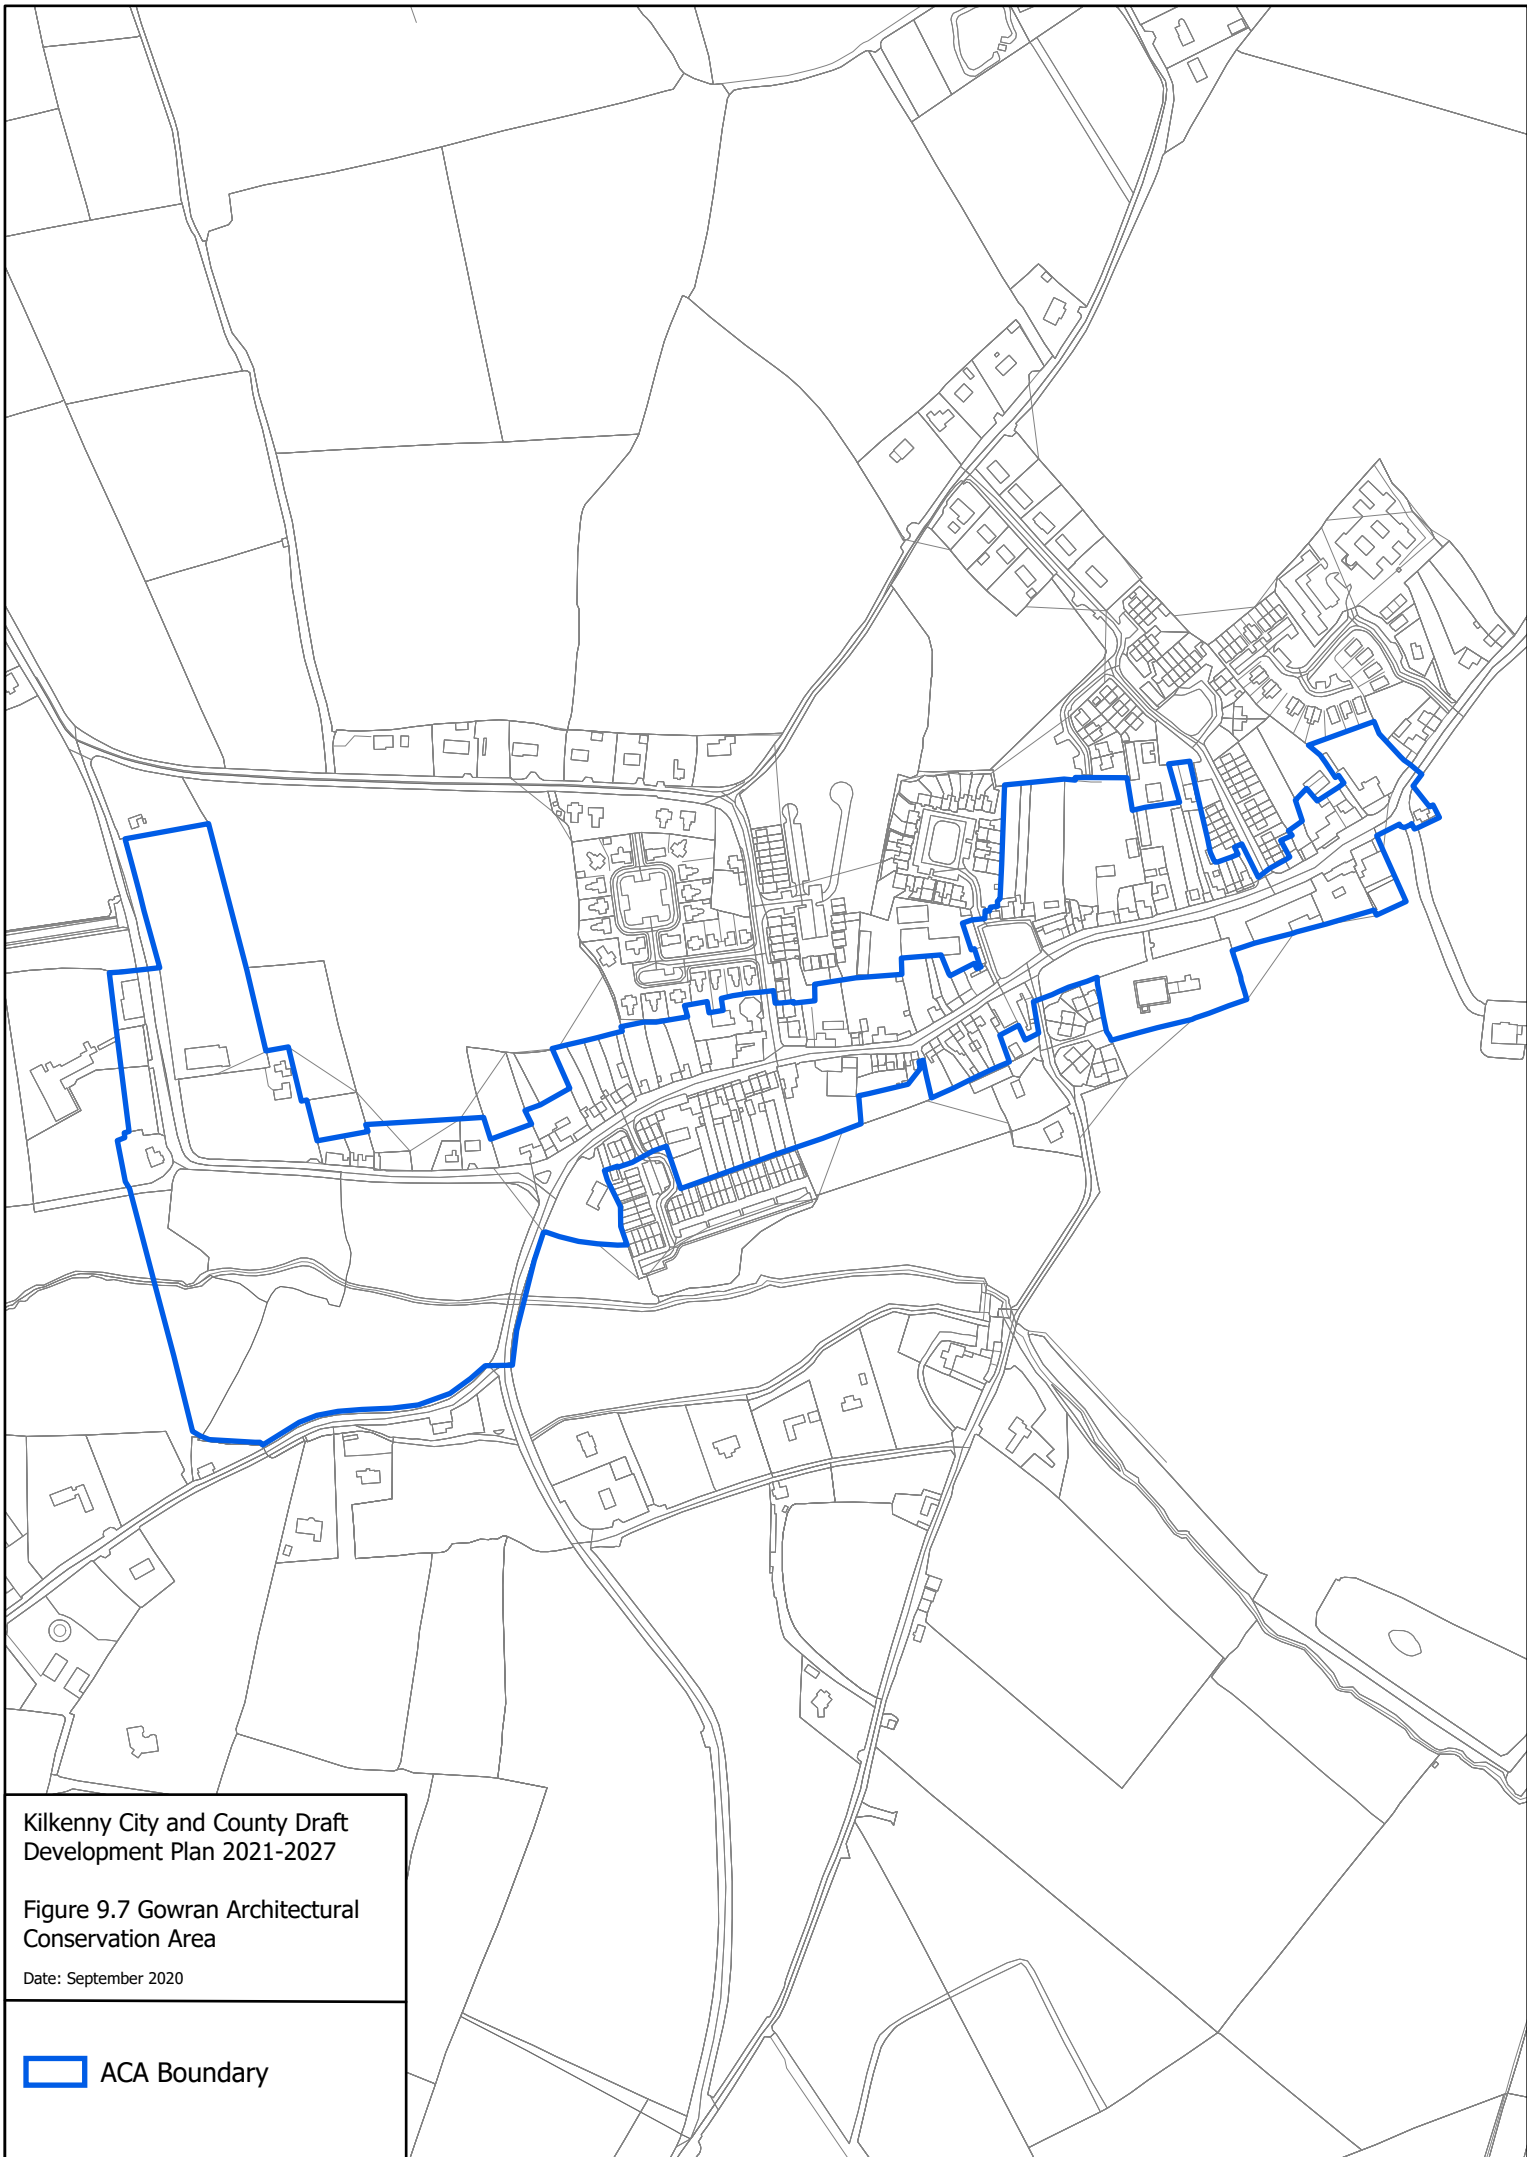 Kilkenny City and County Draft
Development Plan 2021-2027
Figure 9.7 Gowran Architectural
Conservation Area
Date: September 2020
ACA Boundary